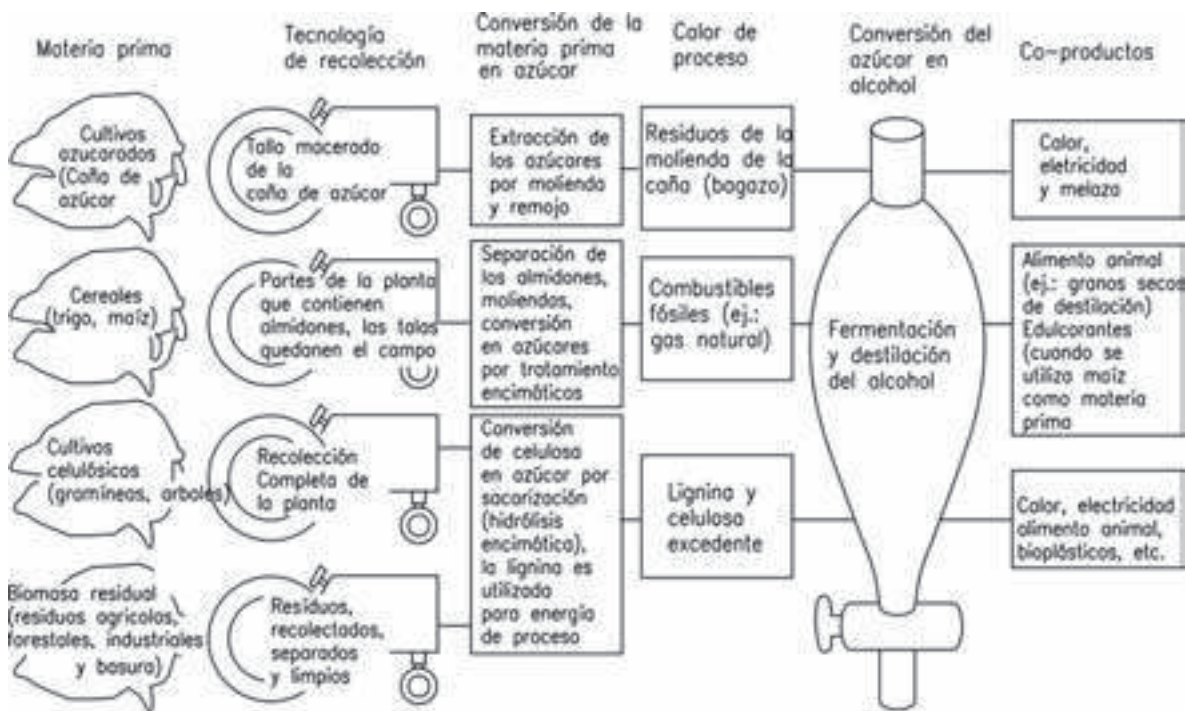 Materia prima
Tecnología
de recolección
Conversión de la
materia prima
en azúcar
Calor de
proceso
Conversión del
azúcar en
alcohol
Co-productos
Cultivos
azucarados
(Caña de
azúcar
Tallo macerado
de la
caña de azúcar
Extracción de
los azúcares
por molienda
y remojo
Residuos de la
molienda de la
caña (bagazo)
Calor,
eletricidad
y melaza
Cereales
(trigo, maíz)
Partes de la planta
que contienen
almidones, las talas
quedanen el campo
Separación de
los almidones,
moliendas,
conversión
en azúcares
por tratamiento
encimáticos
Combustibles
fósiles (ej.:
gas natural)
Fermentación
y destilación
del alcohol
Alimento animal
(ej.: granos secos
de destilación)
Edulcorantes
(cuando se
utiliza maíz
como materia
prima
Cultivos
celulósicos
(gramíneas, arboles)
Recolección
Completa de
la planta
Conversión
de celulosa
en azúcar por
sacarización
(hidrólisis
encimática),
la lignina es
utilizada
para energía
de proceso
Lignina y
celulosa
excedente
Calor, electricidad
alimento animal,
bioplásticos, etc.
Biomasa residual
(residuos agrícolas,
forestales, industriales
y basura)
Residuos,
recolectados,
separados
y limpios